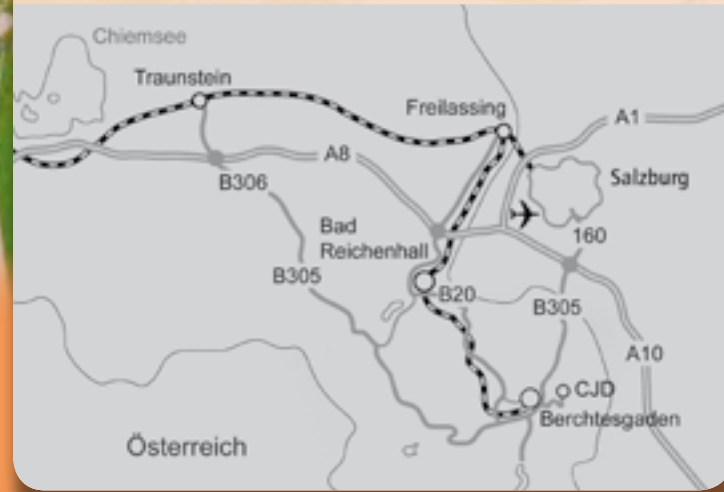 Chiemsee
Traunstein
Freilassing
A1
A8
B306
Salzburg
Bad
Reichenhall
160
B305
B20
B305
A10
CJD
Berchtesgaden
Österreich